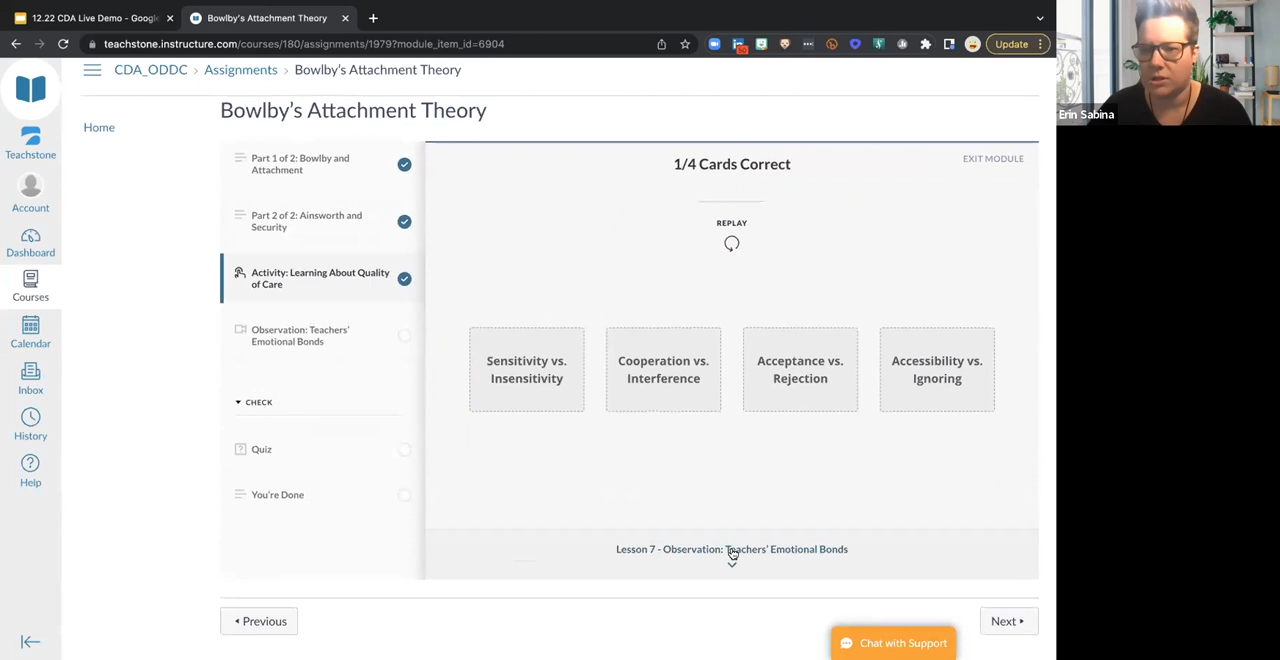 12.22 CDA Live Demo - Google
Bowlby's Attachment Theory
teachstone.instructure.com/courses/180/assignments/1979?module_item_id=6904
Update
Erin Sabina
CDA_ODDC
Assignments
Bowlby's Attachment Theory
Bowlby's Attachment Theory
Home
Teachstone
Account
Dashboard
Courses
Calendar
Inbox
History
Help
Part 1 of 2: Bowlby and
Attachment
Part 2 of 2: Ainsworth and
Security
Activity: Learning About Quality
of Care
Observation: Teachers'
Emotional Bonds
CHECK
Quiz
You're Done
1/4 Cards Correct
EXIT MODULE
REPLAY
Sensitivity vs.
Insensitivity
Cooperation vs.
Interference
Acceptance vs.
Rejection
Accessibility vs.
Ignoring
Lesson 7 - Observation: Teachers' Emotional Bonds
Previous
Next
Chat with Support